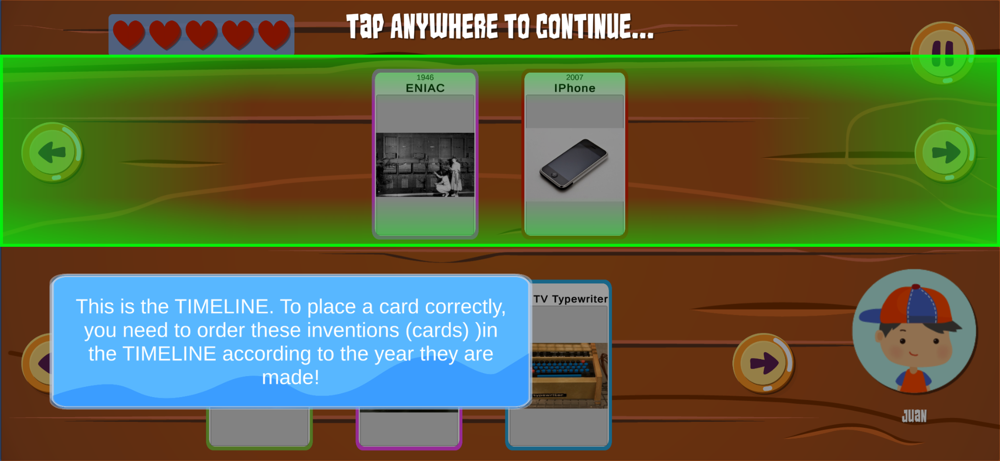 TaP ANYWHERE TO CONTINUE...
1946
ENIAC
2007
IPhone
This is the TIMELINE. To place a card correctly,
you need to order these inventions (cards) )in
the TIMELINE according to the year they are
made!
TV Typewriter
typewriter
JUaN